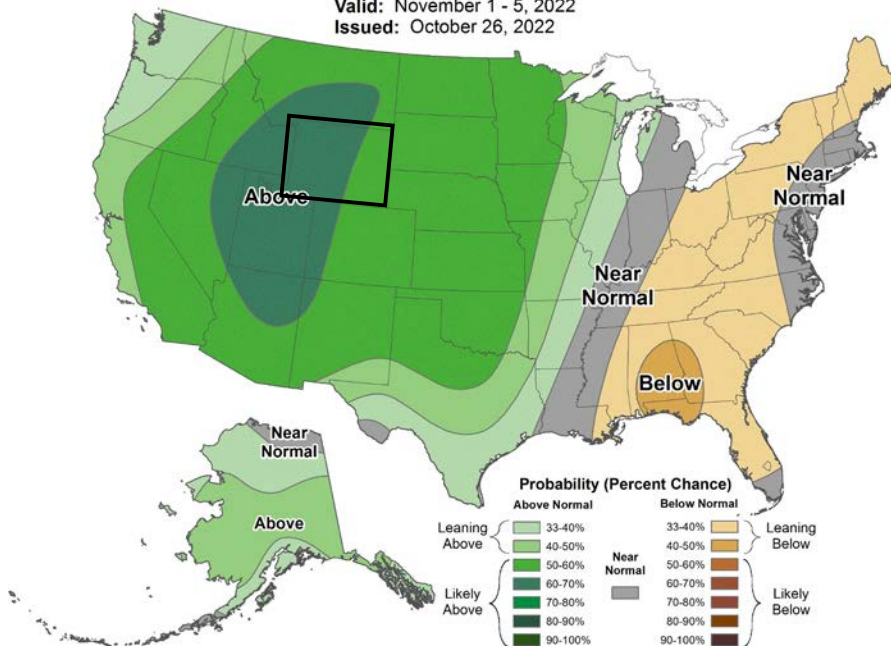 Valid: November 1 - 5, 2022
Issued: October 26, 2022
Above
Near
Normal
Near
Normal
Below
Near
Normal
Above
Probability (Percent Chance)
Above Normal
Below Normal
Leaning
Above
33-40%
40-50%
Likely
Above
50-60%
60-70%
70-80%
80-90%
90-100%
Near
Normal
33-40%
40-50%
Leaning
Below
50-60%
60-70%
70-80%
80-90%
90-100%
Likely
Below